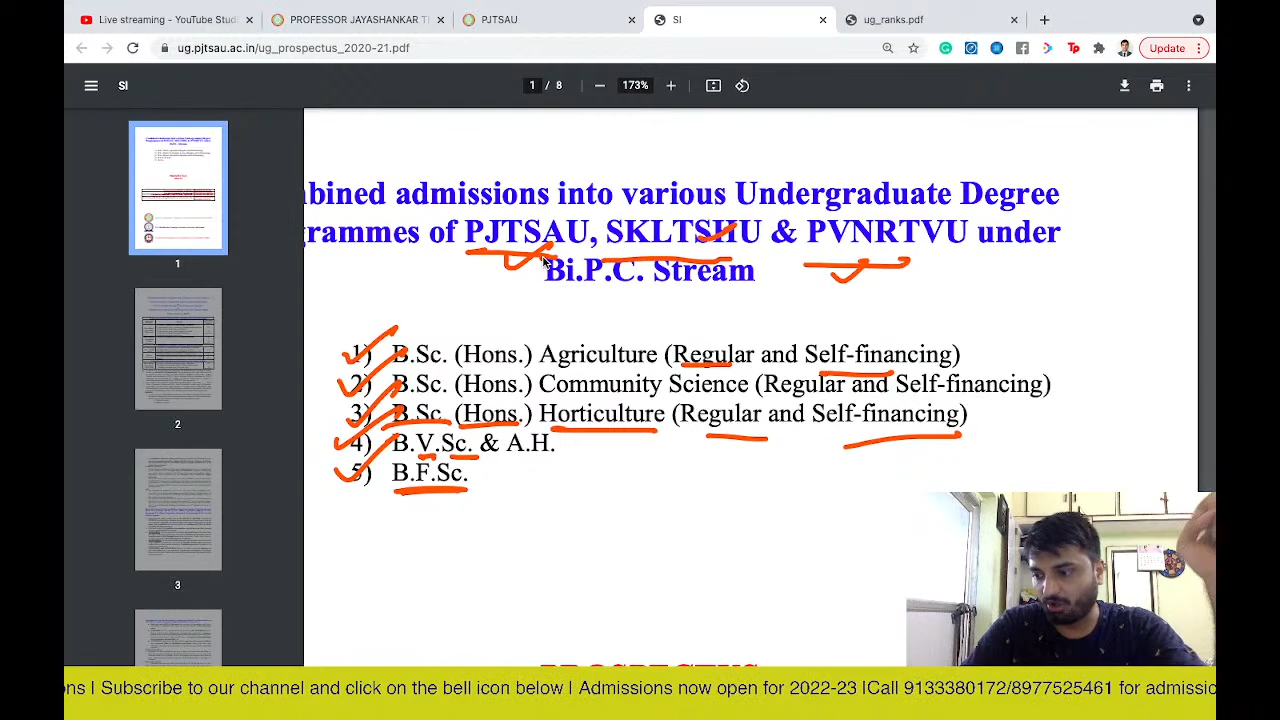 Live streaming - YouTube Stud
PROFESSOR JAYASHANKAR T
PJTSAU
SI
ug_ranks.pdf
ug.pjtsau.ac.in/ug_prospectus_2020-21.pdf
Update
SI
1 / 8
173%
mbined admissions into various Undergraduate Degree
grammes of PJTSAU, SKLTSHU & PVNRTVU under
Bi.P.C. Stream
1) B.Sc. (Hons.) Agriculture (Regular and Self-financing)
2) B.Sc. (Hons.) Community Science (Regular and Self-financing)
3) B.Sc. (Hons.) Horticulture (Regular and Self-financing)
4) B.V.Sc. & A.H.
5) B.F.Sc.
PROSPECTUS
1
2
3
ons I Subscribe to our channel and click on the bell icon below I Admissions now open for 2022-23 ICall 9133380172/8977525461 for admissio